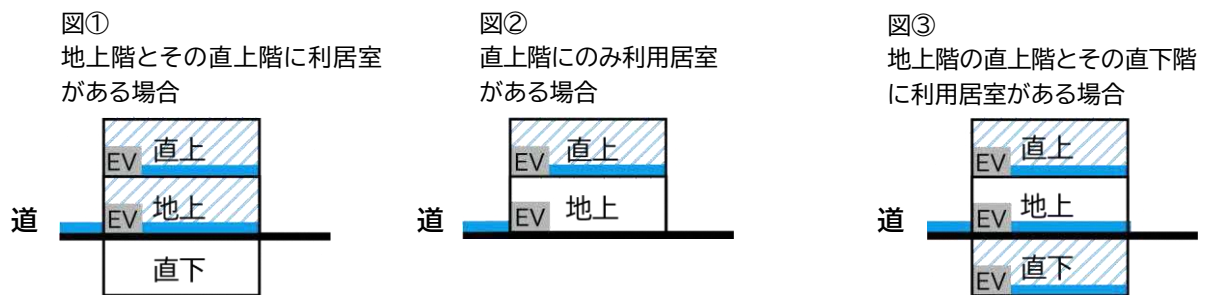 図①
地上階とその直上階に利居室
がある場合
直上
EV
地上
EV
道
直下
図②
直上階にのみ利用居室
がある場合
直上
EV
地上
EV
道
図③
地上階の直上階とその直下階
に利用居室がある場合
直上
EV
地上
EV
道
直下
EV